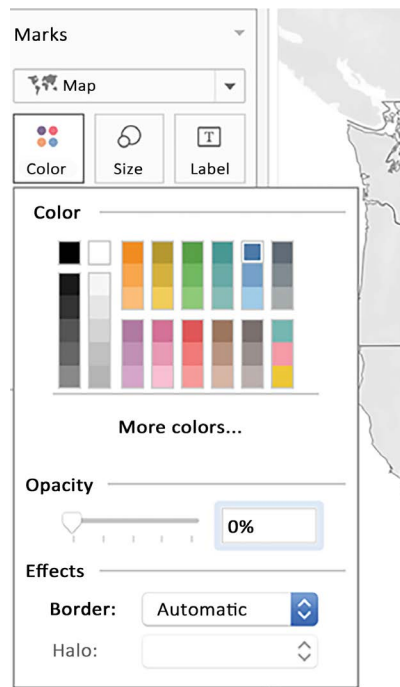 Marks
Map
Color Size Label
T
Color
More colors...
Opacity
0%
Effects
Border: Automatic
Halo: